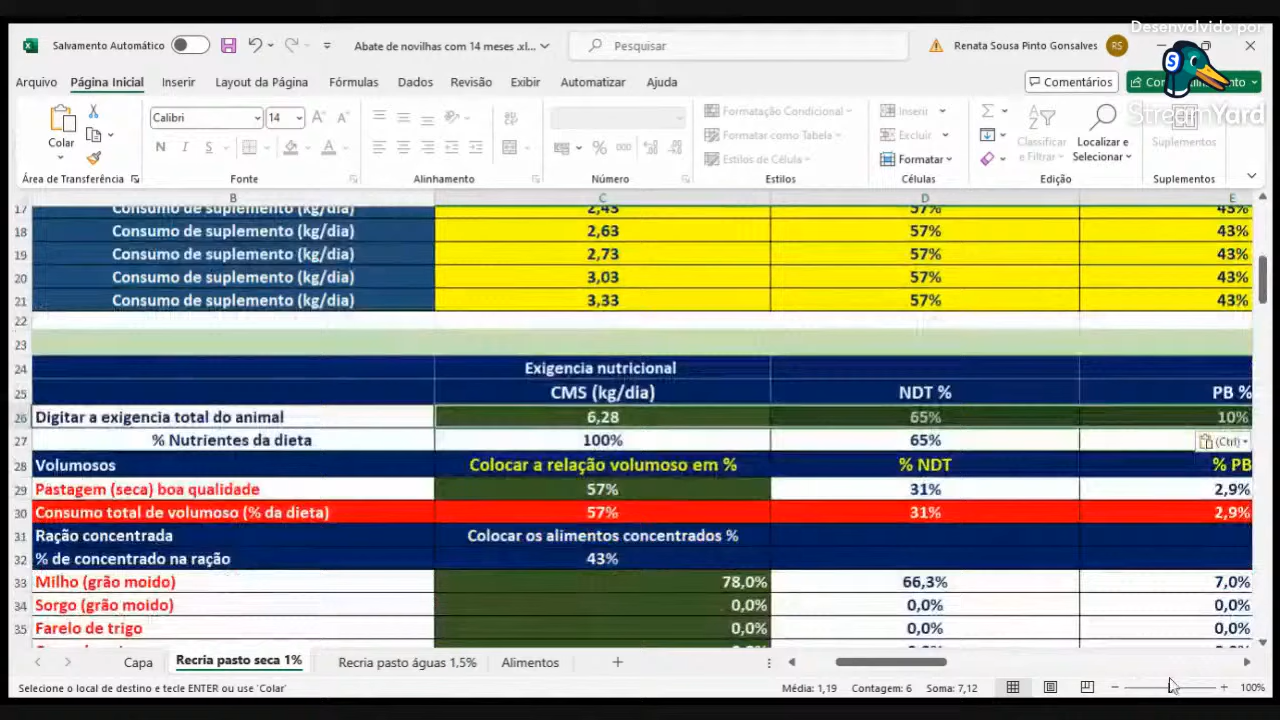 Desenvolvido por
StreamYard
Salvamento Automático
Abate de novilhas com 14 meses .xl...
Pesquisar
Renata Sousa Pinto Gonsalves
RS
Arquivo Página Inicial Inserir Layout da Página Fórmulas Dados Revisão Exibir Automatizar Ajuda
Comentários
Colar
Calibri 14
N I S
Formatação Condicional
Formatar como Tabela
Estilos de Célula
Inserir
Excluir
Formatar
Classificar e Filtrar
Localizar e Selecionar
Suplementos
Área de Transferência Fonte Alinhamento Número Estilos Células Edição Suplementos
B C D E
17 Consumo de suplemento (kg/dia) 2,43 57% 43%
18 Consumo de suplemento (kg/dia) 2,63 57% 43%
19 Consumo de suplemento (kg/dia) 2,73 57% 43%
20 Consumo de suplemento (kg/dia) 3,03 57% 43%
21 Consumo de suplemento (kg/dia) 3,33 57% 43%
22
23
24 Exigencia nutricional
25 CMS (kg/dia) NDT % PB %
26 Digitar a exigencia total do animal 6,28 65% 10%
27 % Nutrientes da dieta 100% 65% (Ctrl)
28 Volumosos Colocar a relação volumoso em % % NDT % PB
29 Pastagem (seca) boa qualidade 57% 31% 2,9%
30 Consumo total de volumoso (% da dieta) 57% 31% 2,9%
31 Ração concentrada Colocar os alimentos concentrados %
32 % de concentrado na ração 43%
33 Milho (grão moido) 78,0% 66,3% 7,0%
34 Sorgo (grão moido) 0,0% 0,0% 0,0%
35 Farelo de trigo 0,0% 0,0% 0,0%
Capa Recria pasto seca 1% Recria pasto águas 1,5% Alimentos
Selecione o local de destino e tecle ENTER ou use 'Colar' Média: 1,19 Contagem: 6 Soma: 7,12 100%